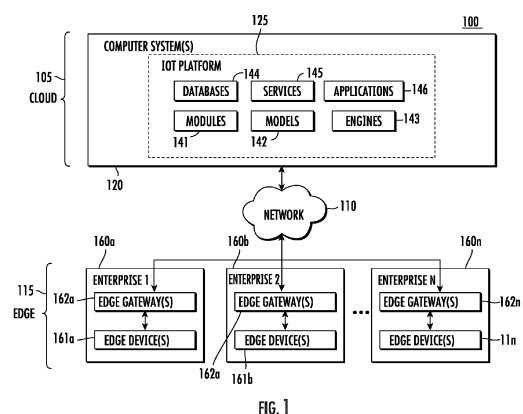 125
100
COMPUTER SYSTEM(S)
IOT PLATFORM
144
145
105
CLOUD
DATABASES
SERVICES
APPLICATIONS
146
MODULES
MODELS
ENGINES
141
142
143
120
NETWORK
110
160a
160b
160n
115
EDGE
ENTERPRISE 1
ENTERPRISE 2
ENTERPRISE N
162a
EDGE GATEWAY(S)
EDGE GATEWAY(S)
EDGE GATEWAY(S)
162n
161a
EDGE DEVICE(S)
EDGE DEVICE(S)
EDGE DEVICE(S)
11n
162a
161b
FIG. 1